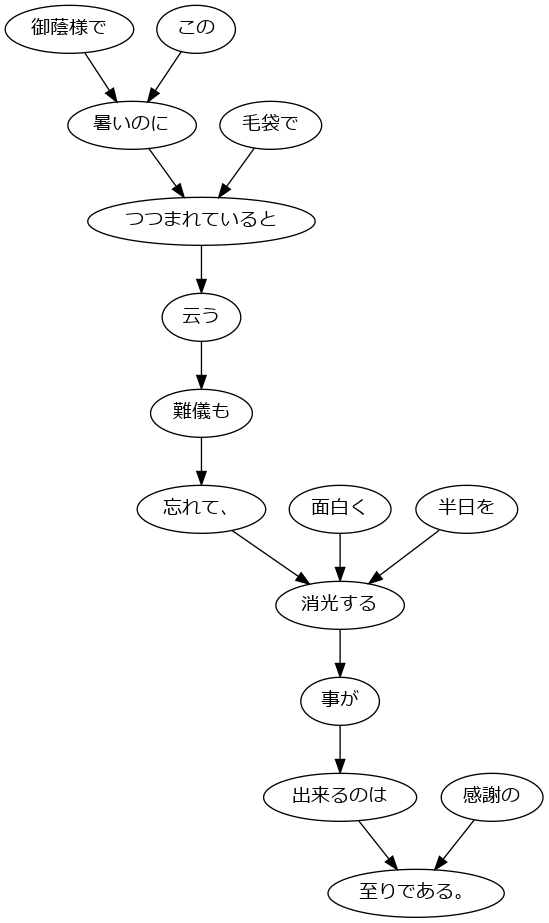 御蔭様で
この
暑いのに
毛袋で
つつまれていると
云う
難儀も
忘れて、
面白く
半日を
消光する
事が
出来るのは
感謝の
至りである。